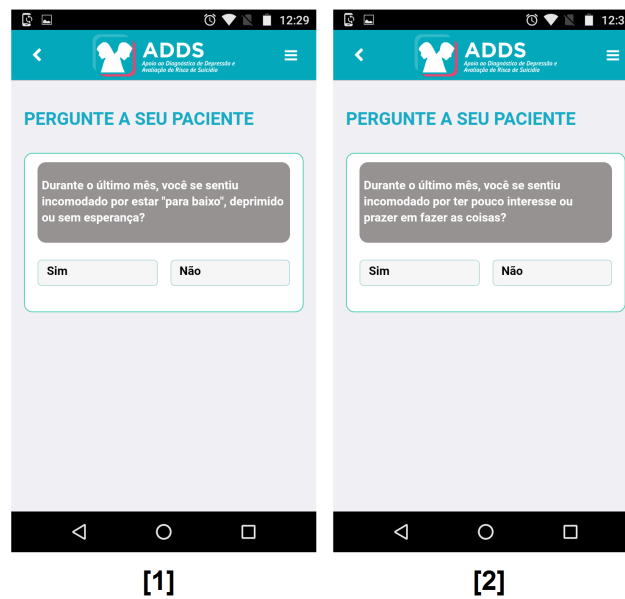 12:29
ADDS
Apoio ao Diagnóstico de Depressão e
Avaliação do Risco de Suicídio
PERGUNTE A SEU PACIENTE
Durante o último mês, você se sentiu
incomodado por estar "para baixo", deprimido
ou sem esperança?
Sim
Não
[1]
12:3
ADDS
Apoio ao Diagnóstico de Depressão e
Avaliação do Risco de Suicídio
PERGUNTE A SEU PACIENTE
Durante o último mês, você se sentiu
incomodado por ter pouco interesse ou
prazer em fazer as coisas?
Sim
Não
[2]